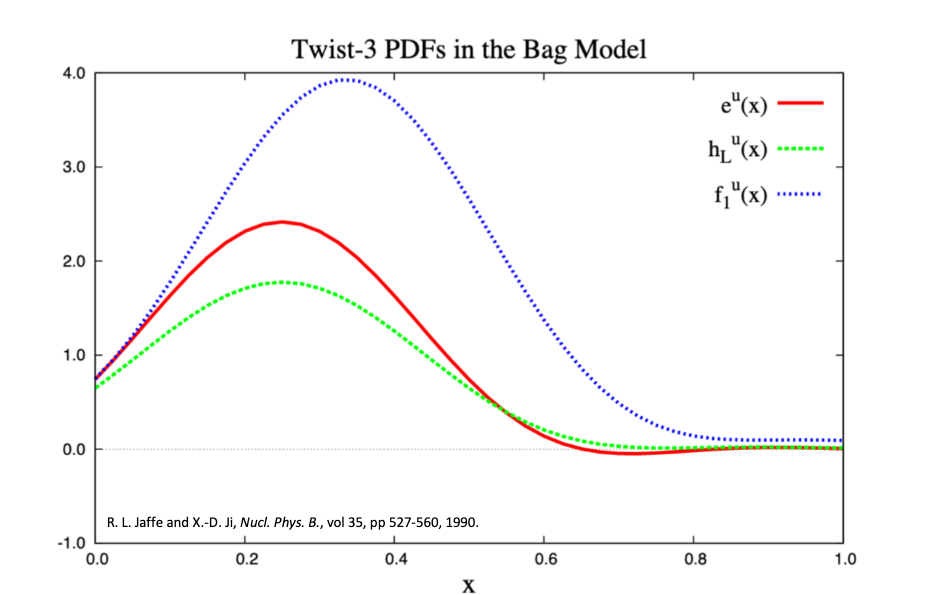 Twist-3 PDFs in the Bag Model
4.0
3.0
2.0
1.0
0.0
-1.0
e^u(x)
h_L^u(x)
f_1^u(x)
R. L. Jaffe and X.-D. Ji, Nucl. Phys. B., vol 35, pp 527-560, 1990.
0.0 0.2 0.4 0.6 0.8 1.0
x